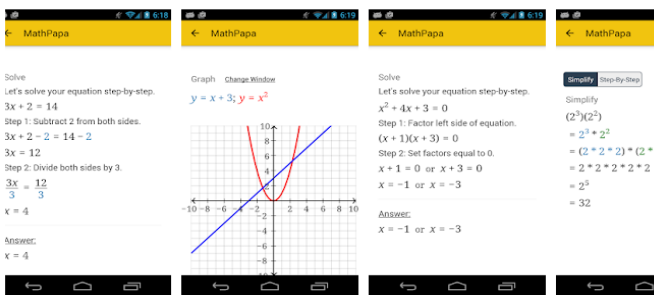 6:18
MathPapa
Solve
Let's solve your equation step-by-step.
3x + 2 = 14
Step 1: Subtract 2 from both sides.
3x + 2 − 2 = 14 − 2
3x = 12
Step 2: Divide both sides by 3.
3x/3 = 12/3
x = 4
Answer:
x = 4
6:19
MathPapa
Graph Change Window
y = x + 3; y = x²
10
8
6
4
2
−10 −8 −6 −4 −2 2 4 6 8 10
−2
−4
−6
−8
6:19
MathPapa
Solve
Let's solve your equation step-by-step.
x² + 4x + 3 = 0
Step 1: Factor left side of equation.
(x + 1)(x + 3) = 0
Step 2: Set factors equal to 0.
x + 1 = 0 or x + 3 = 0
x = −1 or x = −3
Answer:
x = −1 or x = −3
MathPapa
Simplify Step-By-Step
Simplify
(2³)(2²)
= 2³ * 2²
= (2 * 2 * 2) * (2 *
= 2 * 2 * 2 * 2 * 2
= 2⁵
= 32